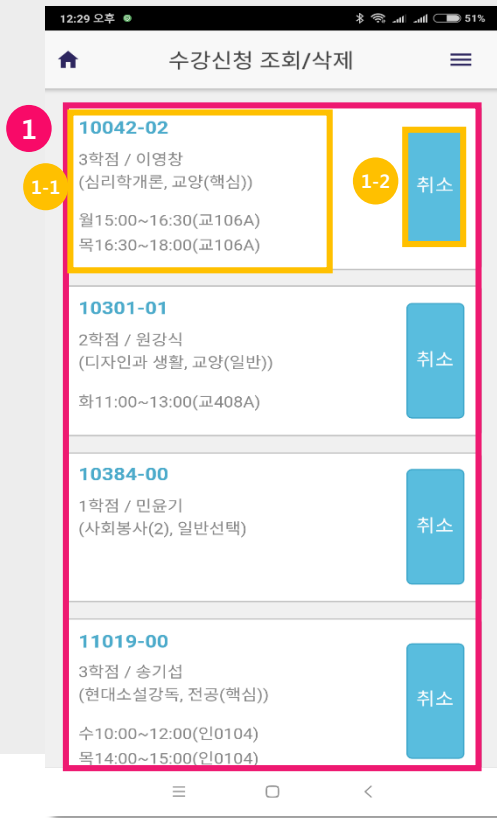 12:29 오후 51%
수강신청 조회/삭제
1
10042-02
3학점 / 이영창
(심리학개론, 교양(핵심))
1-1
1-2
취소
월15:00~16:30(교106A)
목16:30~18:00(교106A)
10301-01
2학점 / 원강식
(디자인과 생활, 교양(일반))
취소
화11:00~13:00(교408A)
10384-00
1학점 / 민윤기
(사회봉사(2), 일반선택)
취소
11019-00
3학점 / 송기섭
(현대소설강독, 전공(핵심))
취소
수10:00~12:00(인0104)
목14:00~15:00(인0104)